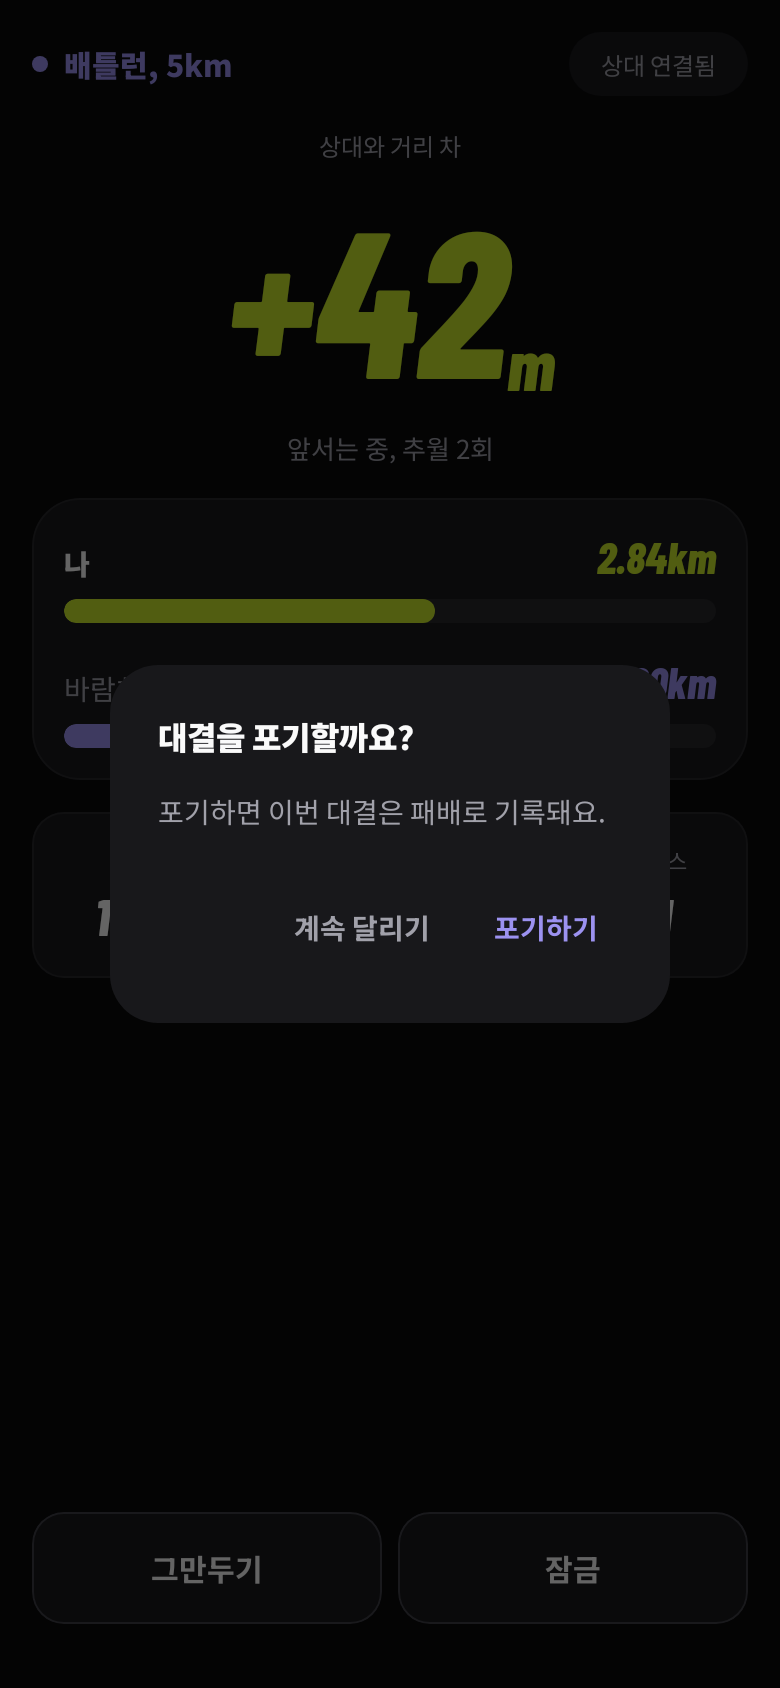 배틀런, 5km
상대 연결됨
상대와 거리 차
+42m
앞서는 중, 추월 2회
나
2.84km
km
대결을 포기할까요?
포기하면 이번 대결은 패배로 기록돼요.
계속 달리기
포기하기
그만두기
잠금